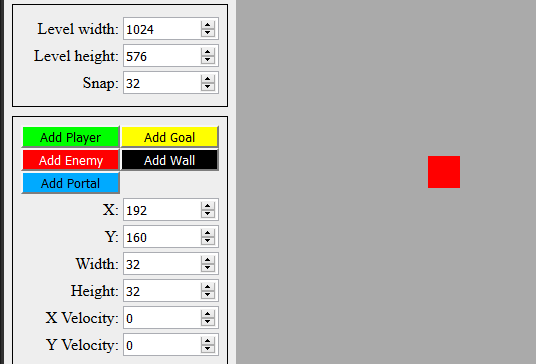 Level width: 1024
Level height: 576
Snap: 32
Add Player Add Goal
Add Enemy Add Wall
Add Portal
X: 192
Y: 160
Width: 32
Height: 32
X Velocity: 0
Y Velocity: 0